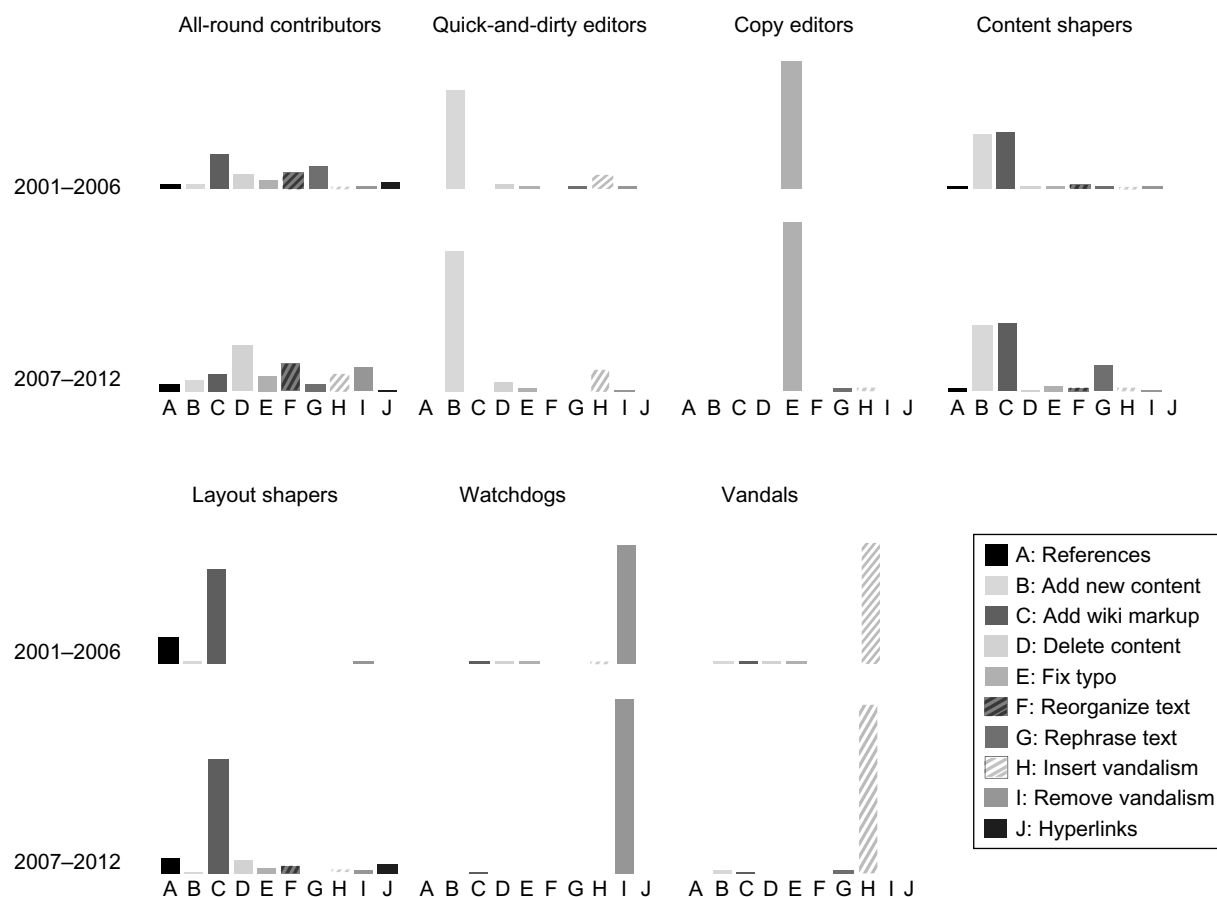 All-round contributors Quick-and-dirty editors Copy editors Content shapers
2001–2006
2007–2012
A B C D E F G H I J A B C D E F G H I J A B C D E F G H I J A B C D E F G H I J
Layout shapers Watchdogs Vandals
2001–2006
2007–2012
A B C D E F G H I J A B C D E F G H I J A B C D E F G H I J
A: References
B: Add new content
C: Add wiki markup
D: Delete content
E: Fix typo
F: Reorganize text
G: Rephrase text
H: Insert vandalism
I: Remove vandalism
J: Hyperlinks